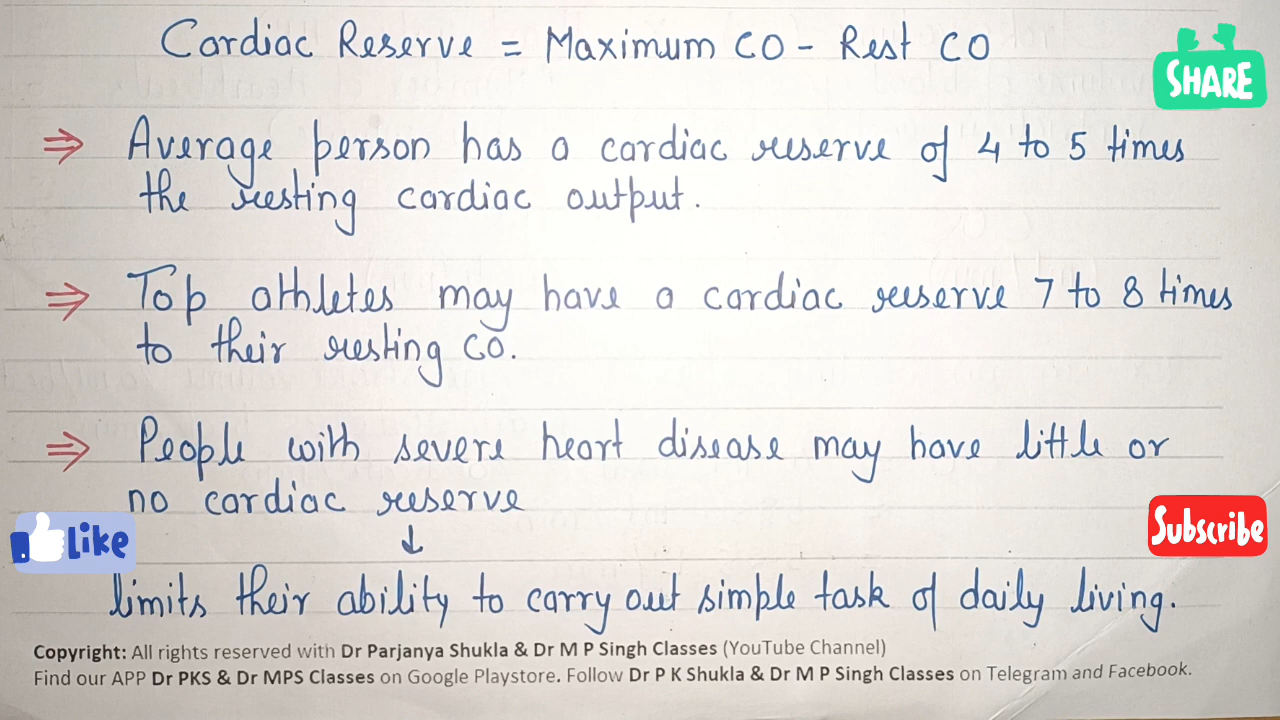 Cardiac Reserve = Maximum CO - Rest CO
SHARE
⇒ Average person has a cardiac reserve of 4 to 5 times
the resting cardiac output.
⇒ Top athletes may have a cardiac reserve 7 to 8 times
to their resting CO.
⇒ People with severe heart disease may have little or
no cardiac reserve
↓
Like
Subscribe
limits their ability to carry out simple task of daily living.
Copyright: All rights reserved with Dr Parjanya Shukla & Dr M P Singh Classes (YouTube Channel)
Find our APP Dr PKS & Dr MPS Classes on Google Playstore. Follow Dr P K Shukla & Dr M P Singh Classes on Telegram and Facebook.